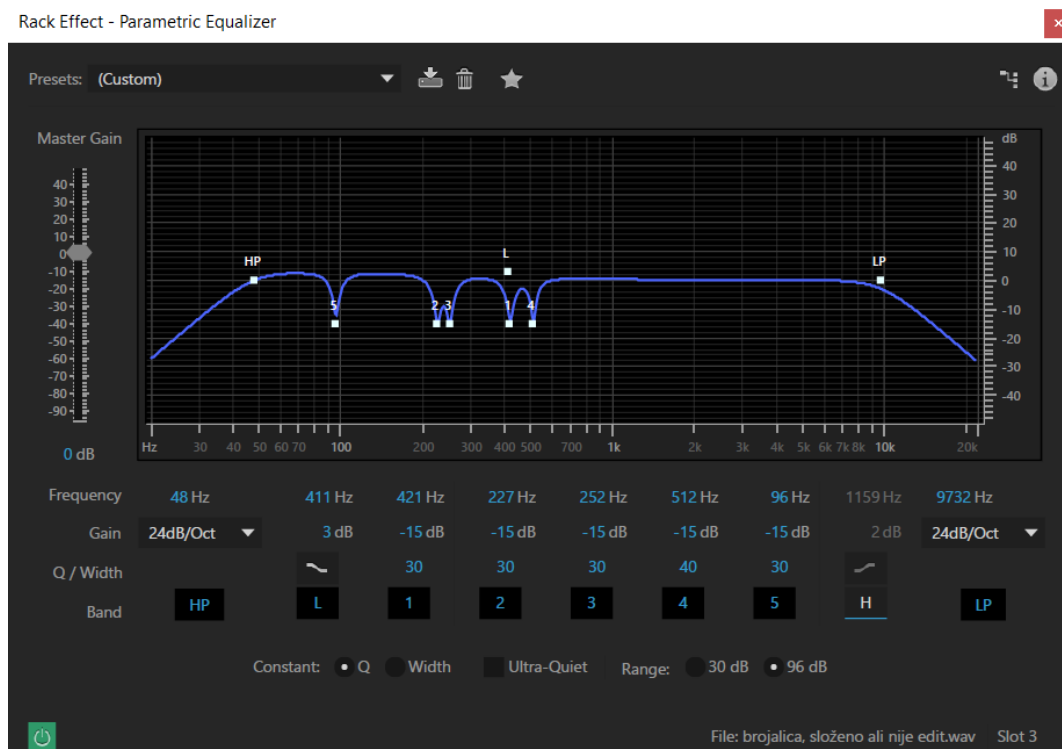 Rack Effect - Parametric Equalizer
Presets: (Custom)
Master Gain
40
30
20
10
0
-10
-20
-30
-40
-50
-60
-70
-80
-90
0 dB
HP
5
2
3
L
1
4
LP
dB
40
30
20
10
0
-10
-20
-30
-40
Hz 30 40 50 60 70 100 200 300 400 500 700 1k 2k 3k 4k 5k 6k 7k 8k 10k 20k
Frequency 48 Hz 411 Hz 421 Hz 227 Hz 252 Hz 512 Hz 96 Hz 1159 Hz 9732 Hz
Gain 24dB/Oct 3 dB -15 dB -15 dB -15 dB -15 dB -15 dB 2 dB 24dB/Oct
Q / Width 30 30 30 40 30
Band HP L 1 2 3 4 5 H LP
Constant: Q Width Ultra-Quiet Range: 30 dB 96 dB
File: brojalica, složeno ali nije edit.wav Slot 3